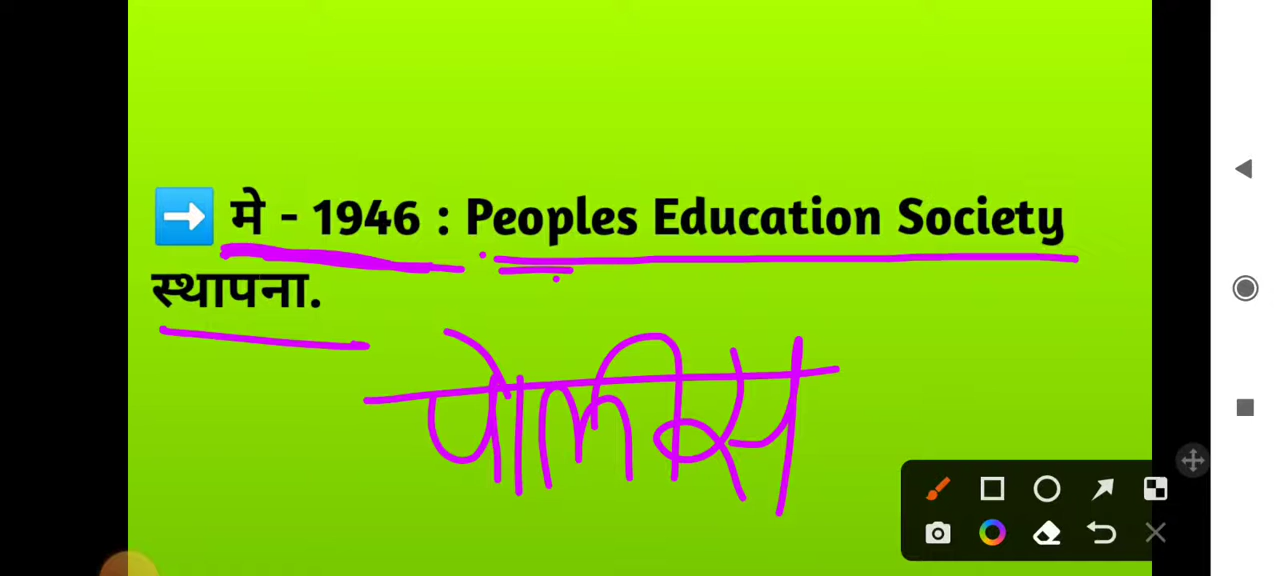 ➡️ मे - 1946 : Peoples Education Society
स्थापना.
पोलीस